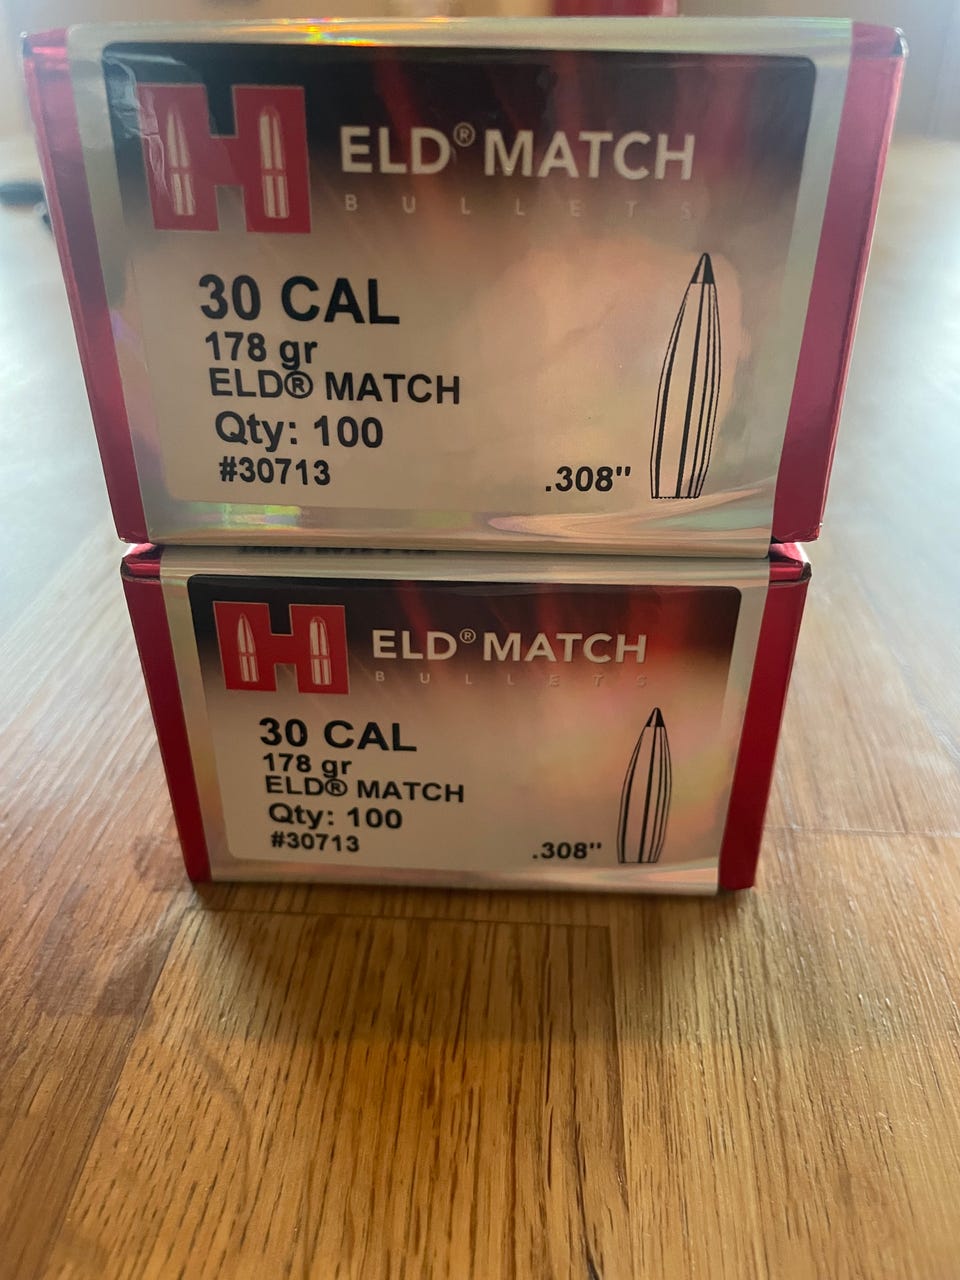 ELD® MATCH
BULLETS
30 CAL
178 gr
ELD® MATCH
Qty: 100
#30713
.308"
ELD® MATCH
BULLETS
30 CAL
178 gr
ELD® MATCH
Qty: 100
#30713
.308"